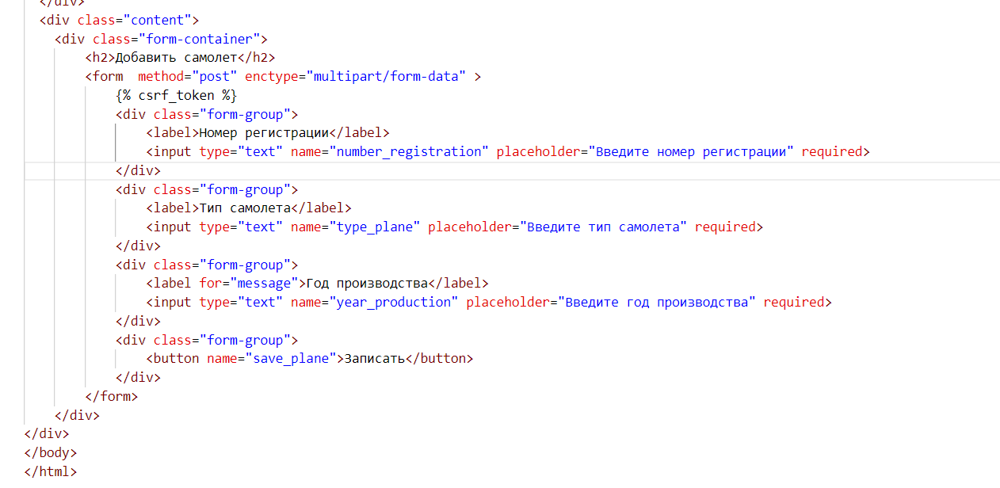 </div>
<div class="content">
<div class="form-container">
<h2>Добавить самолет</h2>
<form  method="post" enctype="multipart/form-data" >
{% csrf_token %}
<div class="form-group">
<label>Номер регистрации</label>
<input type="text" name="number_registration" placeholder="Введите номер регистрации" required>
</div>
<div class="form-group">
<label>Тип самолета</label>
<input type="text" name="type_plane" placeholder="Введите тип самолета" required>
</div>
<div class="form-group">
<label for="message">Год производства</label>
<input type="text" name="year_production" placeholder="Введите год производства" required>
</div>
<div class="form-group">
<button name="save_plane">Записать</button>
</div>
</form>
</div>
</div>
</body>
</html>